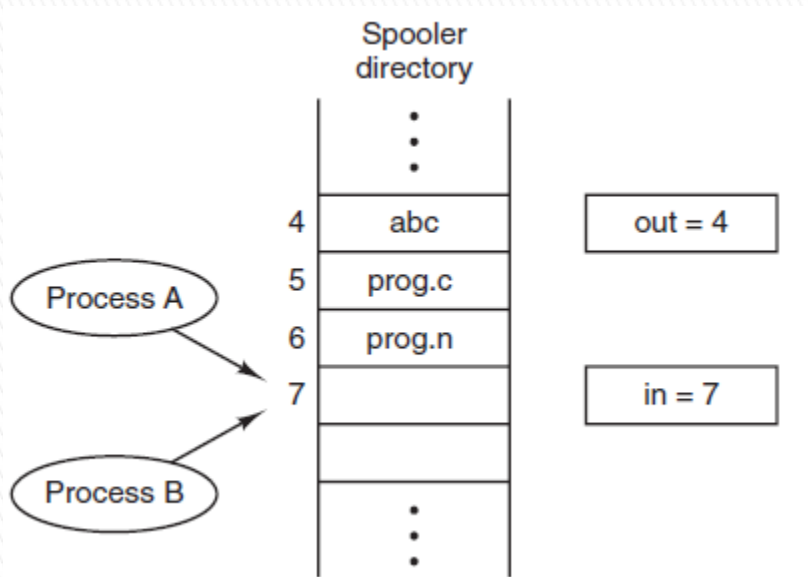 Spooler
directory
4 abc out = 4
Process A
5 prog.c
6 prog.n
7 in = 7
Process B